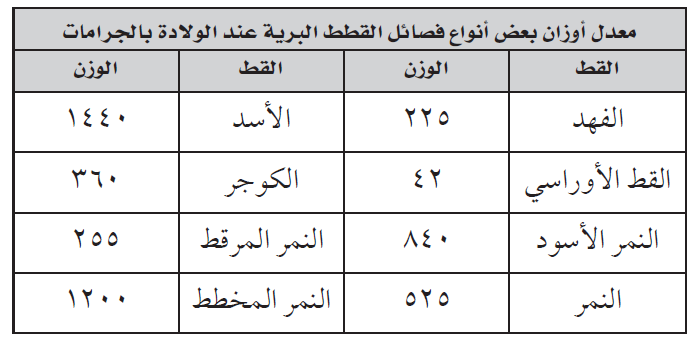 معدل أوزان بعض أنواع فصائل القطط البرية عند الولادة بالجرامات
القط الوزن القط الوزن
الفهد ٢٢٥ الأسد ١٤٤٠
القط الأوراسي ٤٢ الكوجر ٣٦٠
النمر الأسود ٨٤٠ النمر المرقط ٢٥٥
النمر ٥٢٥ النمر المخطط ١٢٠٠